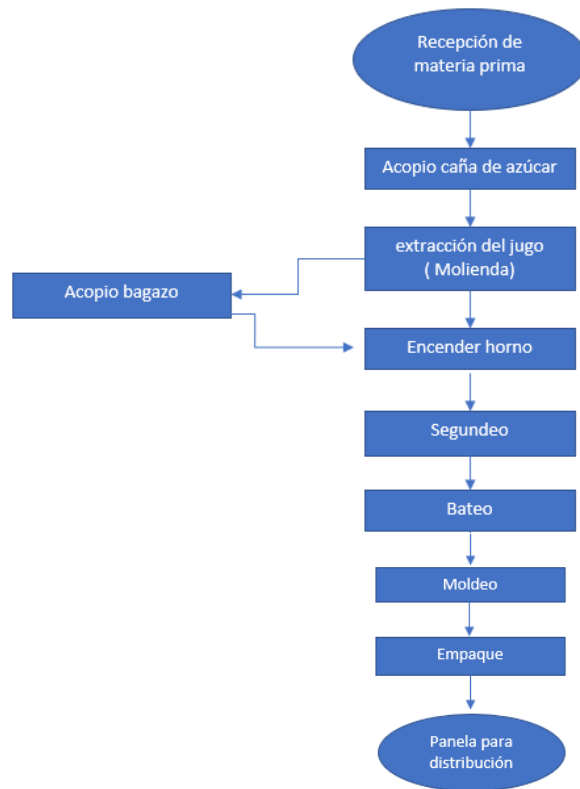 Recepción de
materia prima
Acopio caña de azúcar
extracción del jugo
( Molienda)
Acopio bagazo
Encender horno
Segundeo
Bateo
Moldeo
Empaque
Panela para
distribución